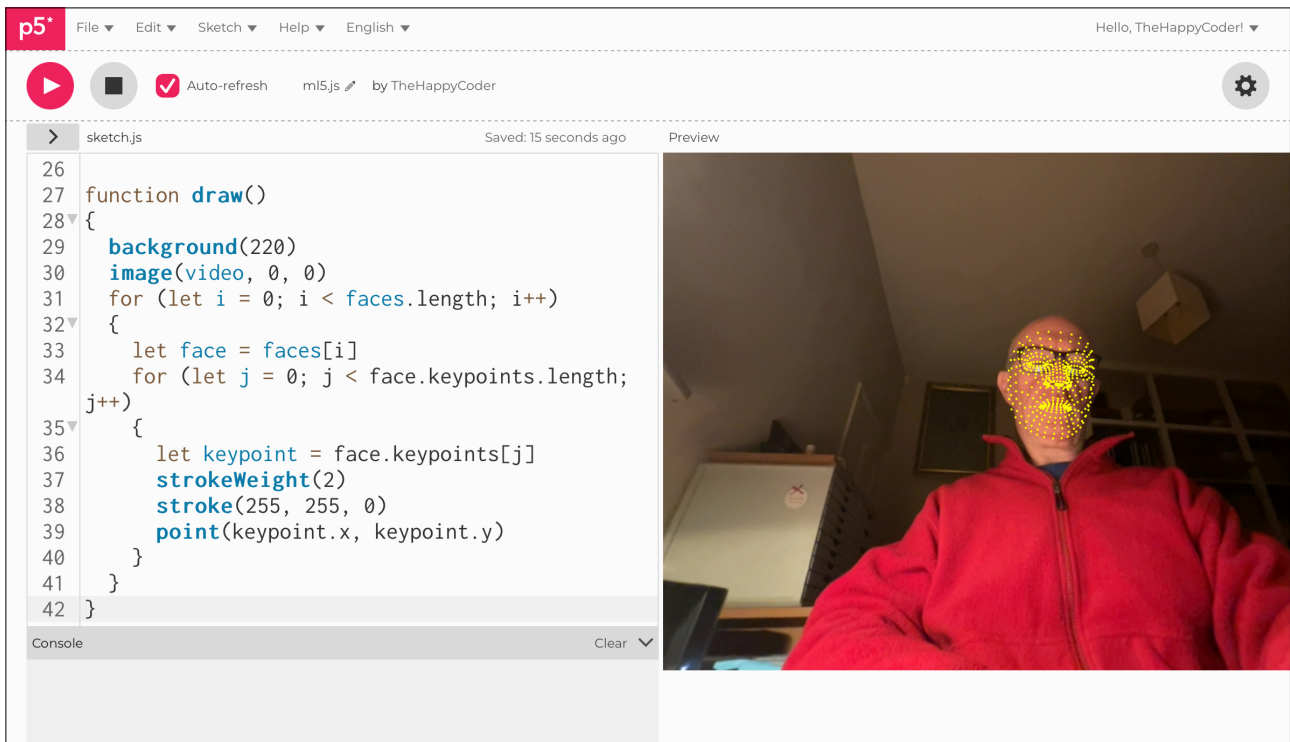 p5*
File Edit Sketch Help English Hello, TheHappyCoder!
Auto-refresh ml5.js by TheHappyCoder
sketch.js Saved: 15 seconds ago Preview
26
27 function draw()
28 {
29 background(220)
30 image(video, 0, 0)
31 for (let i = 0; i < faces.length; i++)
32 {
33 let face = faces[i]
34 for (let j = 0; j < face.keypoints.length;
j++)
35 {
36 let keypoint = face.keypoints[j]
37 strokeWeight(2)
38 stroke(255, 255, 0)
39 point(keypoint.x, keypoint.y)
40 }
41 }
42 }
Console Clear